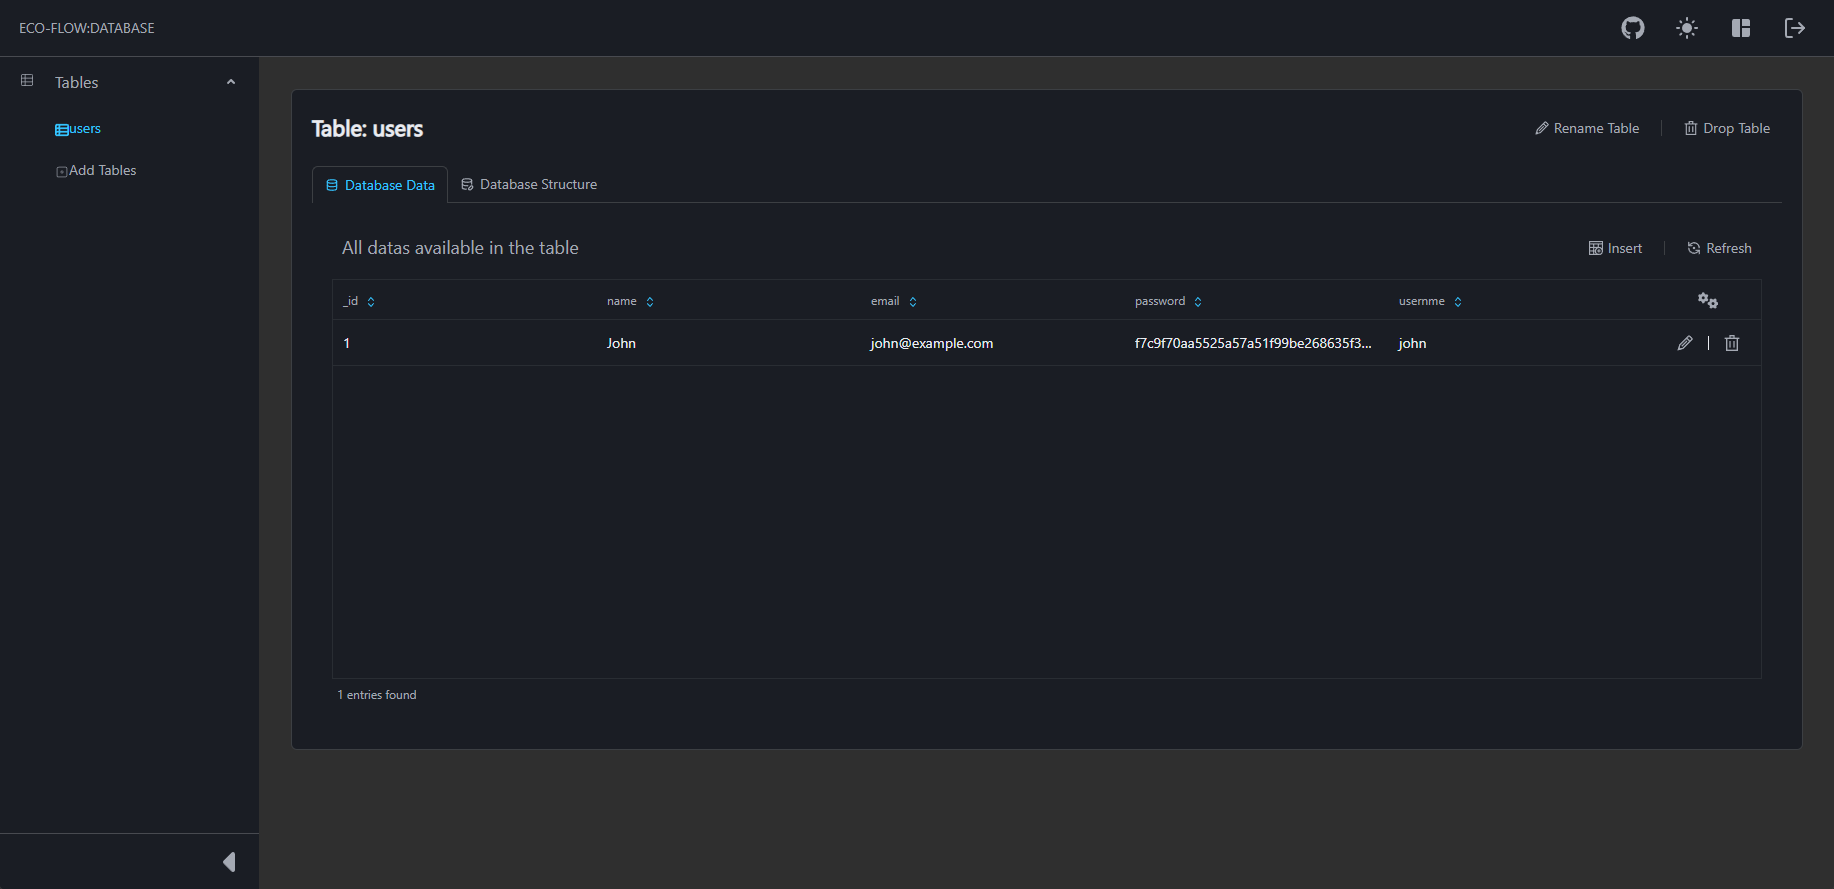 ECO-FLOW:DATABASE
Tables
users
Add Tables
Table: users
Rename Table
Drop Table
Database Data
Database Structure
All datas available in the table
Insert
Refresh
_id name email password usernme
1 John john@example.com f7c9f70aa5525a57a51f99be268635f3... john
1 entries found